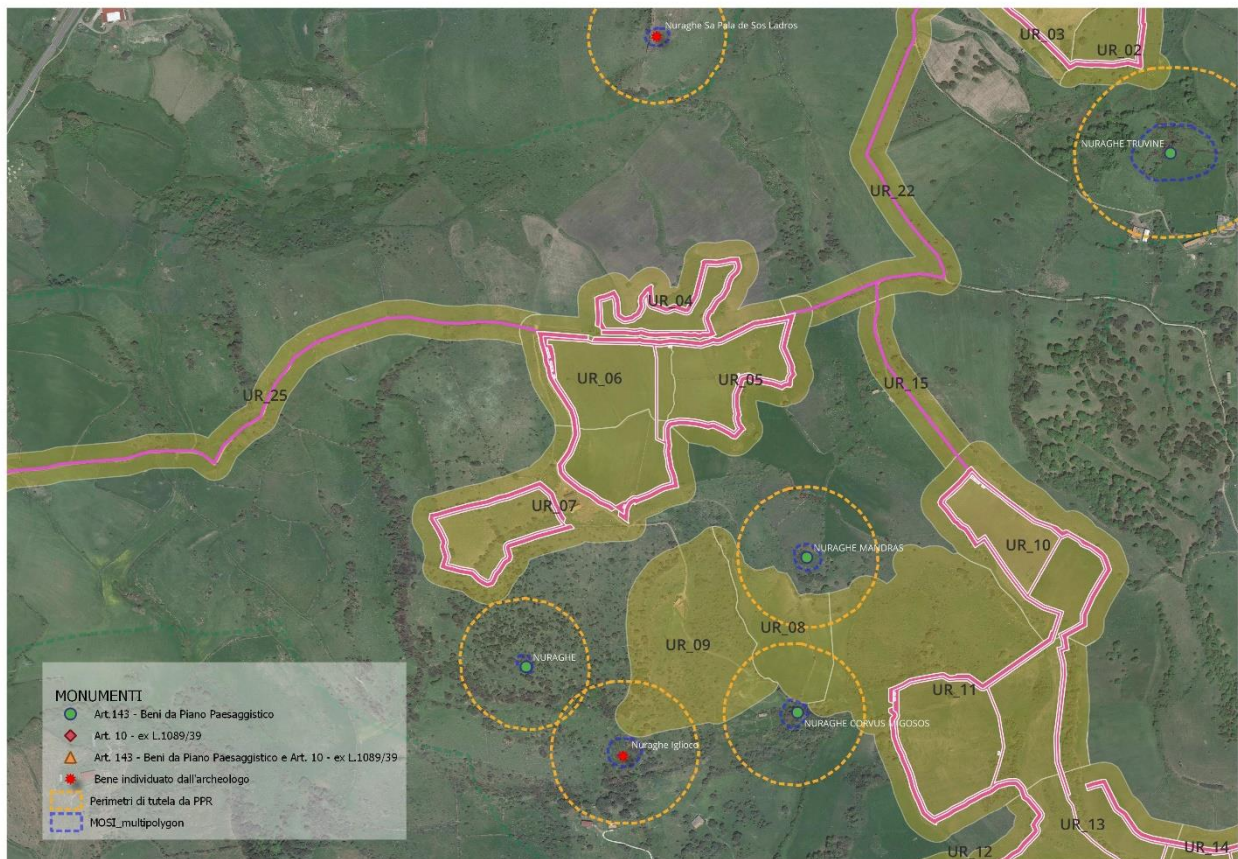 Nuraghe Sa Pala de Sos Ladros
UR_03
UR_02
NURAGHE TRUVINE
UR_22
UR_04
UR_06
UR_05
UR_15
UR_25
UR_07
UR_10
NURAGHE MANDRAS
UR_08
UR_09
NURAGHE
UR_11
NURAGHE CORVUS MIGOSOS
Nuraghe Iglioco
MONUMENTI
Art.143 - Beni da Piano Paesaggistico
Art. 10 - ex L.1089/39
Art. 143 - Beni da Piano Paesaggistico e Art. 10 - ex L.1089/39
Bene individuato dall'archeologo
Perimetri di tutela da PPR
MOSI_multipolygon
UR_13
UR_12
UR_14